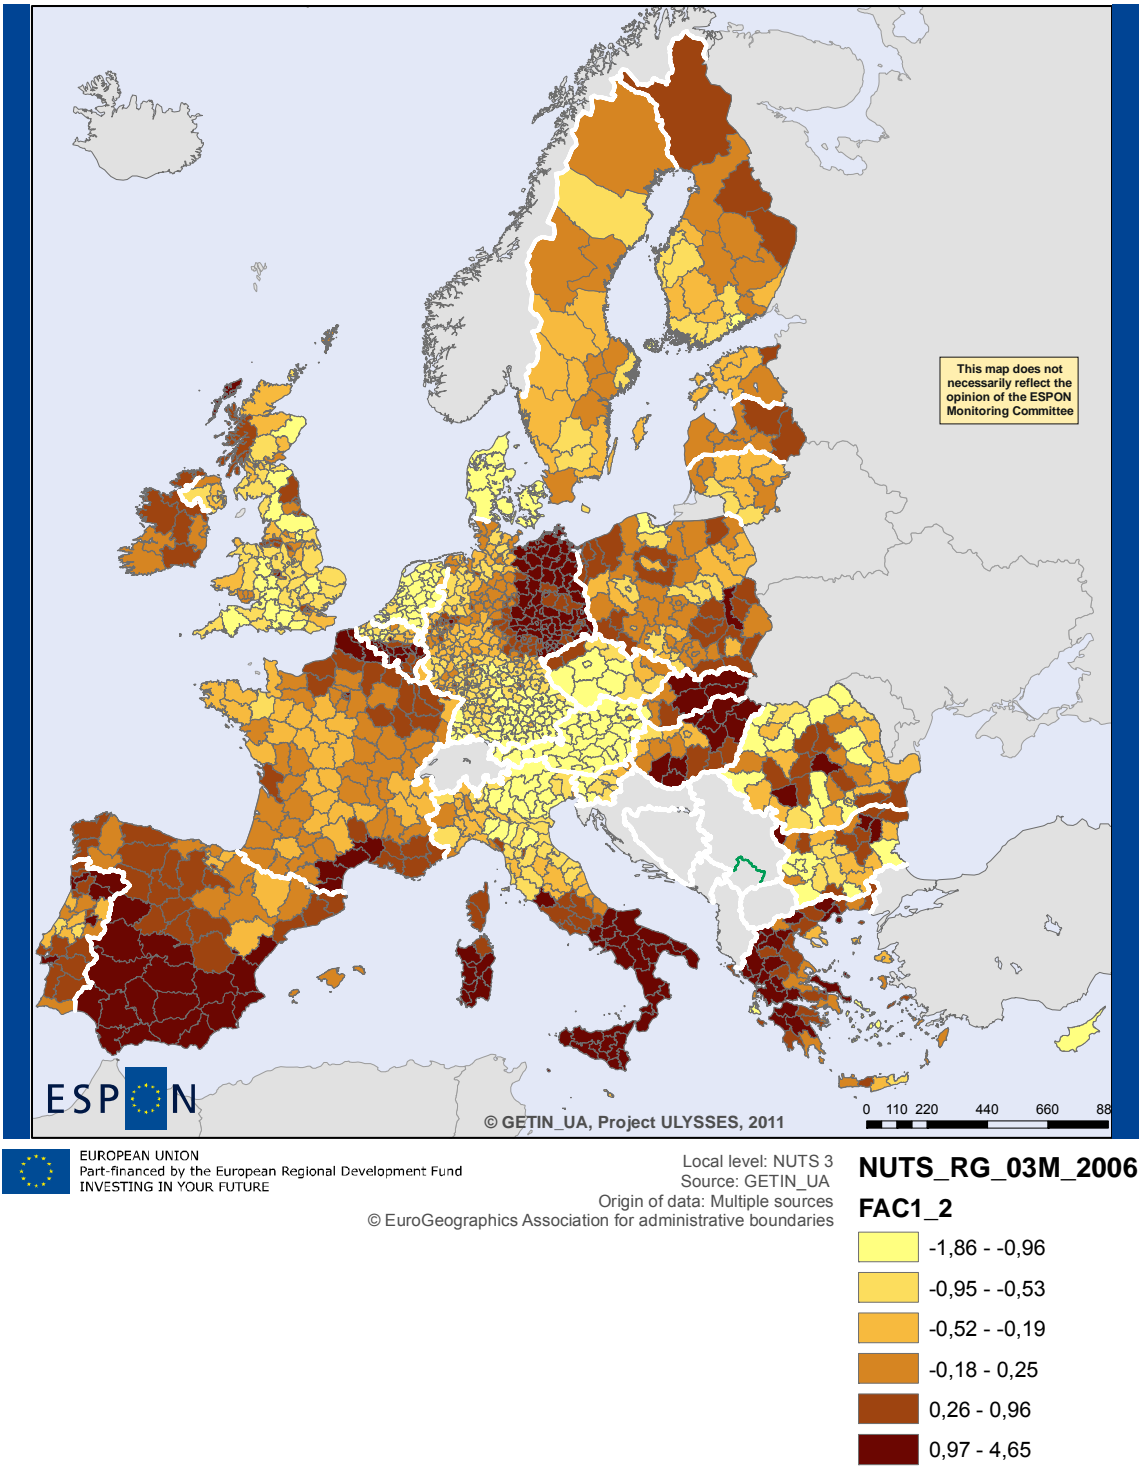 This map does not
necessarily reflect the
opinion of the ESPON
Monitoring Committee
ESPON
© GETIN_UA, Project ULYSSES, 2011
0 110 220 440 660 88
EUROPEAN UNION
Part-financed by the European Regional Development Fund
INVESTING IN YOUR FUTURE
Local level: NUTS 3
Source: GETIN_UA
Origin of data: Multiple sources
© EuroGeographics Association for administrative boundaries
NUTS_RG_03M_2006
FAC1_2
-1,86 - -0,96
-0,95 - -0,53
-0,52 - -0,19
-0,18 - 0,25
0,26 - 0,96
0,97 - 4,65